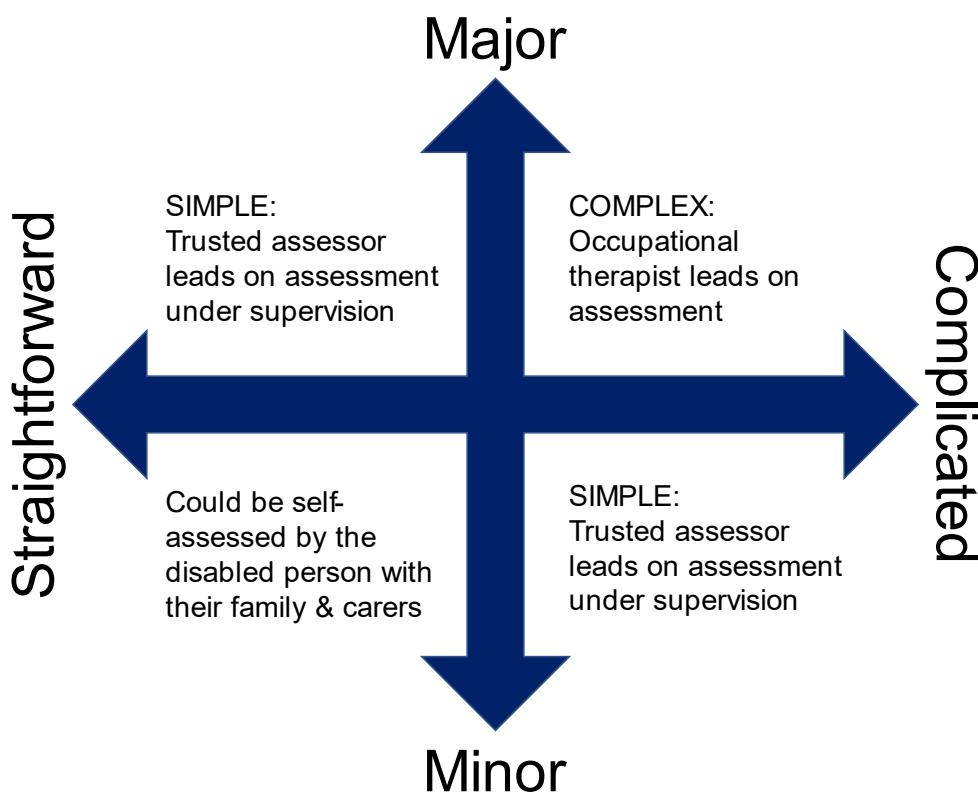 Major
Straightforward
SIMPLE:
Trusted assessor
leads on assessment
under supervision
COMPLEX:
Occupational
therapist leads on
assessment
Complicated
Could be self-
assessed by the
disabled person with
their family & carers
SIMPLE:
Trusted assessor
leads on assessment
under supervision
Minor